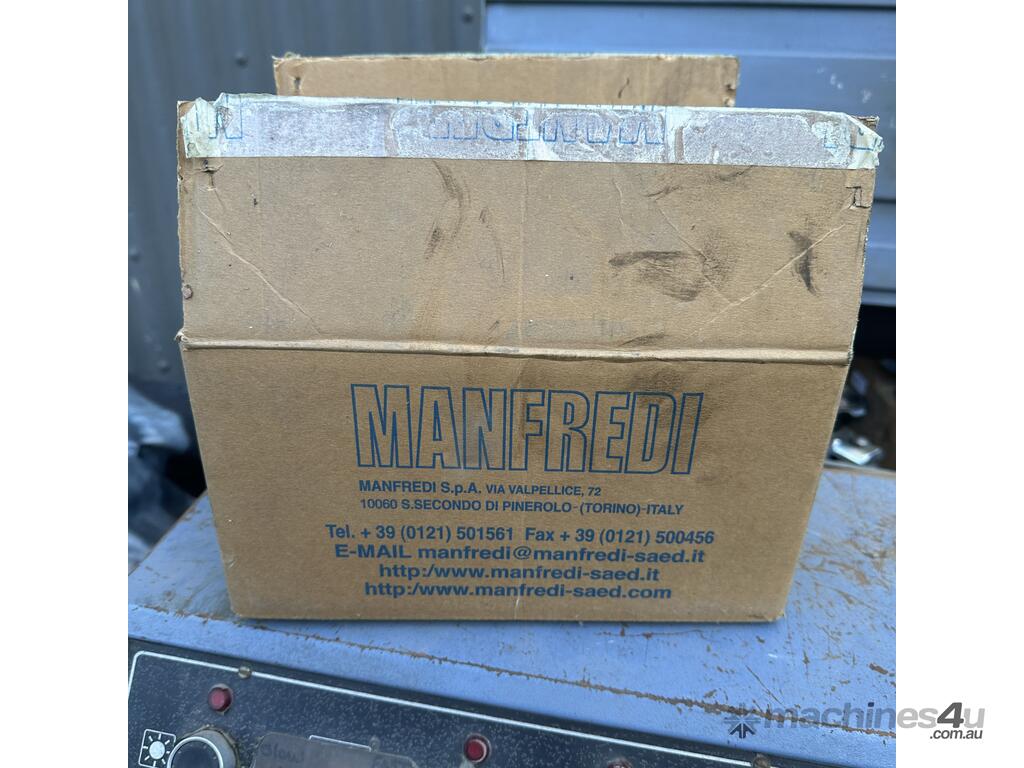 MANFREDI
MANFREDI S.p.A. VIA VALPELLICE, 72
10060 S.SECONDO DI PINEROLO-(TORINO)-ITALY
Tel. + 39 (0121) 501561 Fax + 39 (0121) 500456
E-MAIL manfredi@manfredi-saed.it
http:/www.manfredi-saed.it
http:/www.manfredi-saed.com
machines4u
.com.au